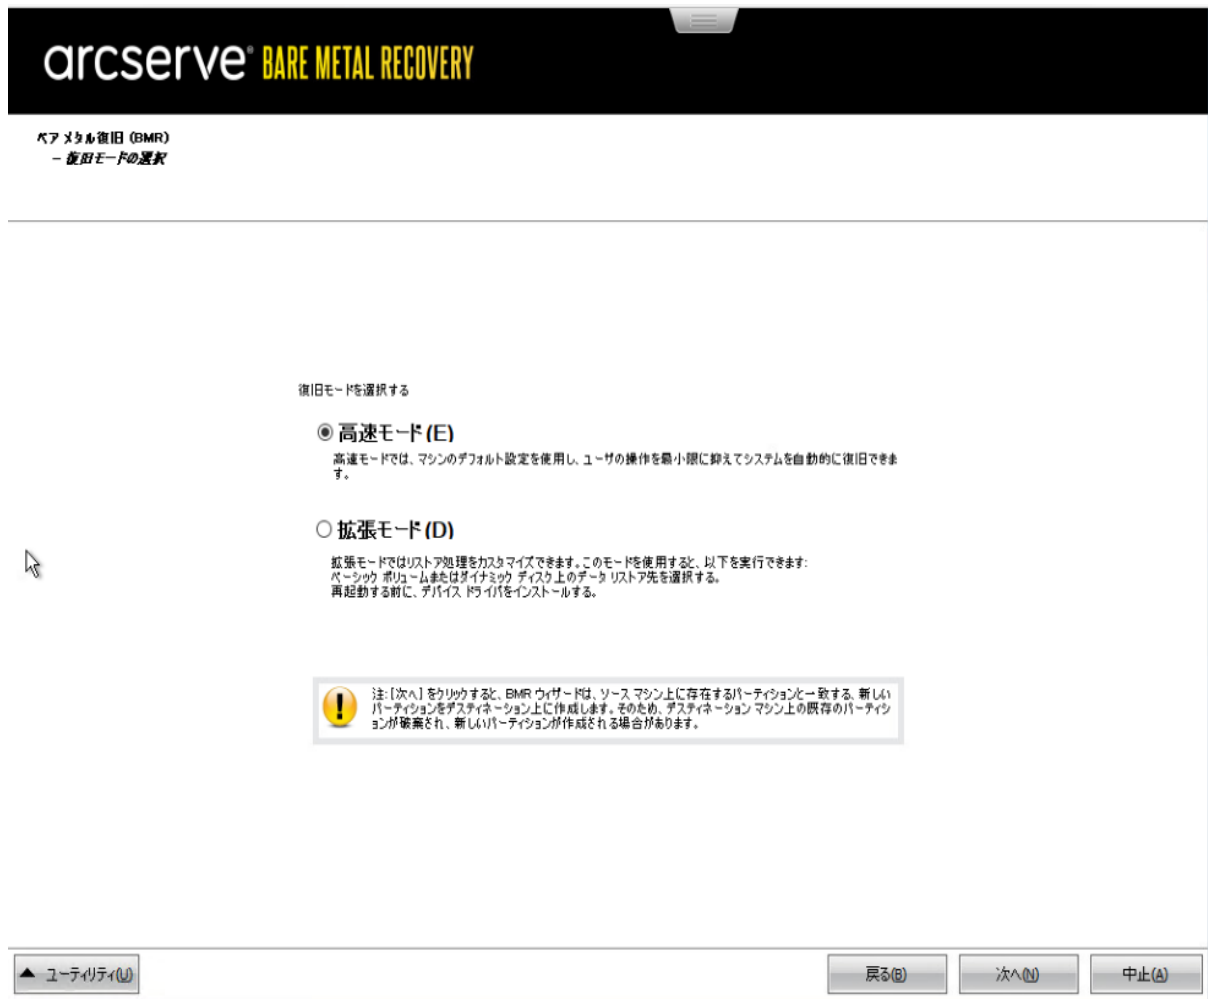 arcserve® BARE METAL RECOVERY
ベア メタル復旧 (BMR)
- 復旧モードの選択
復旧モードを選択する
高速モード(E)
高速モードでは、マシンのデフォルト設定を使用し、ユーザの操作を最小限に抑えてシステムを自動的に復旧できま
す。
拡張モード(D)
拡張モードではリストア処理をカスタマイズできます。このモードを使用すると、以下を実行できます:
ベーシック ボリュームまたはダイナミック ディスク上のデータ リストア先を選択する。
再起動する前に、デバイス ドライバをインストールする。
注: [次へ] をクリックすると、BMR ウィザードは、ソース マシン上に存在するパーティションと一致する、新しい
パーティションをデスティネーション上に作成します。そのため、デスティネーション マシン上の既存のパーティシ
ョンが破棄され、新しいパーティションが作成される場合があります。
▲ ユーティリティ(U)
戻る(B)
次へ(N)
中止(A)